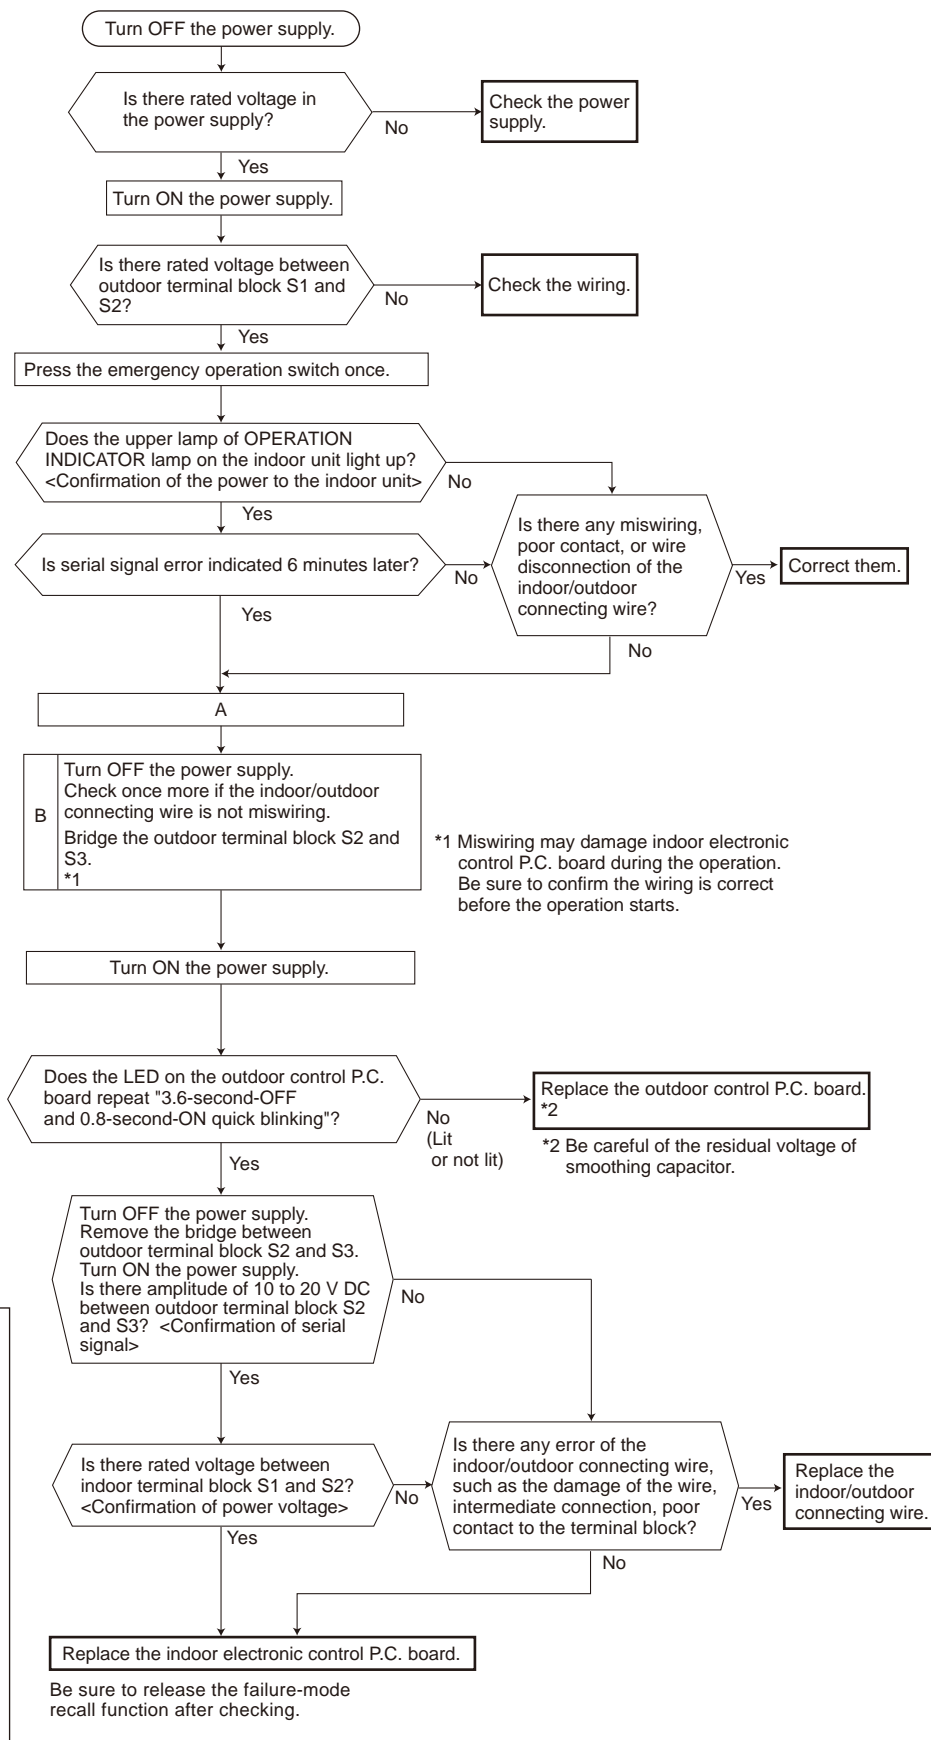 Turn OFF the power supply.
Is there rated voltage in
the power supply?
No
Check the power
supply.
Yes
Turn ON the power supply.
Is there rated voltage between
outdoor terminal block S1 and
S2?
No
Check the wiring.
Yes
Press the emergency operation switch once.
Does the upper lamp of OPERATION
INDICATOR lamp on the indoor unit light up?
<Confirmation of the power to the indoor unit>
No
Yes
Is serial signal error indicated 6 minutes later?
No
Yes
Is there any miswiring,
poor contact, or wire
disconnection of the
indoor/outdoor
connecting wire?
Yes
Correct them.
No
A
B
Turn OFF the power supply.
Check once more if the indoor/outdoor
connecting wire is not miswiring.
Bridge the outdoor terminal block S2 and
S3.
*1
*1 Miswiring may damage indoor electronic
control P.C. board during the operation.
Be sure to confirm the wiring is correct
before the operation starts.
Turn ON the power supply.
Does the LED on the outdoor control P.C.
board repeat "3.6-second-OFF
and 0.8-second-ON quick blinking"?
No
(Lit
or not lit)
Replace the outdoor control P.C. board.
*2
*2 Be careful of the residual voltage of
smoothing capacitor.
Yes
Turn OFF the power supply.
Remove the bridge between
outdoor terminal block S2 and S3.
Turn ON the power supply.
Is there amplitude of 10 to 20 V DC
between outdoor terminal block S2
and S3? <Confirmation of serial
signal>
No
Yes
Is there rated voltage between
indoor terminal block S1 and S2?
<Confirmation of power voltage>
No
Is there any error of the
indoor/outdoor connecting wire,
such as the damage of the wire,
intermediate connection, poor
contact to the terminal block?
Yes
Replace the
indoor/outdoor
connecting wire.
Yes
No
Replace the indoor electronic control P.C. board.
Be sure to release the failure-mode
recall function after checking.